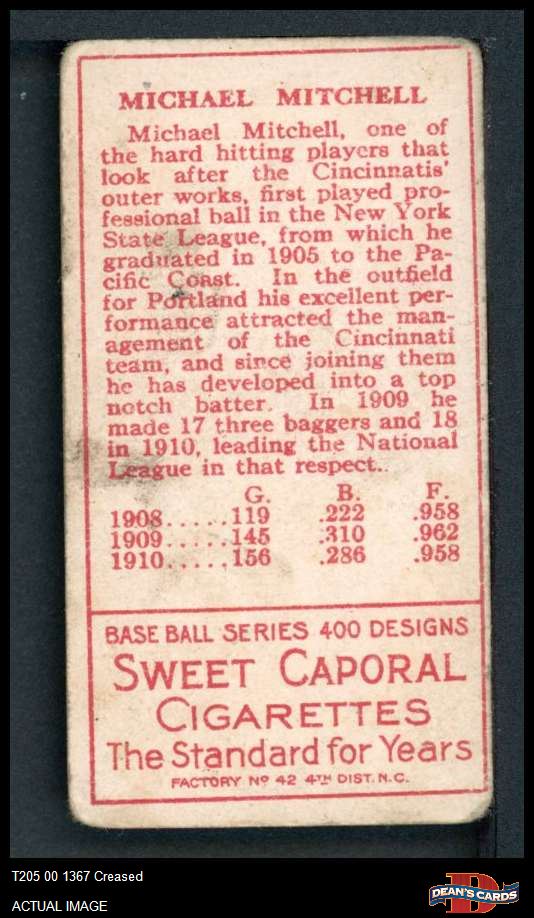 MICHAEL MITCHELL
Michael Mitchell, one of
the hard hitting players that
look after the Cincinnatis'
outer works, first played pro-
fessional ball in the New York
State League, from which he
graduated in 1905 to the Pa-
cific Coast. In the outfield
for Portland his excellent per-
formance attracted the man-
agement of the Cincinnati
team, and since joining them
he has developed into a top
notch batter. In 1909 he
made 17 three baggers and 18
in 1910, leading the National
League in that respect..
G. B. F.
1908.....119 .222 .958
1909.....145 .310 .962
1910.....156 .286 .958
BASE BALL SERIES 400 DESIGNS
SWEET CAPORAL
CIGARETTES
The Standard for Years
FACTORY Nº 42 4TH DIST. N.C.
T205 00 1367 Creased
ACTUAL IMAGE
DEAN'S CARDS